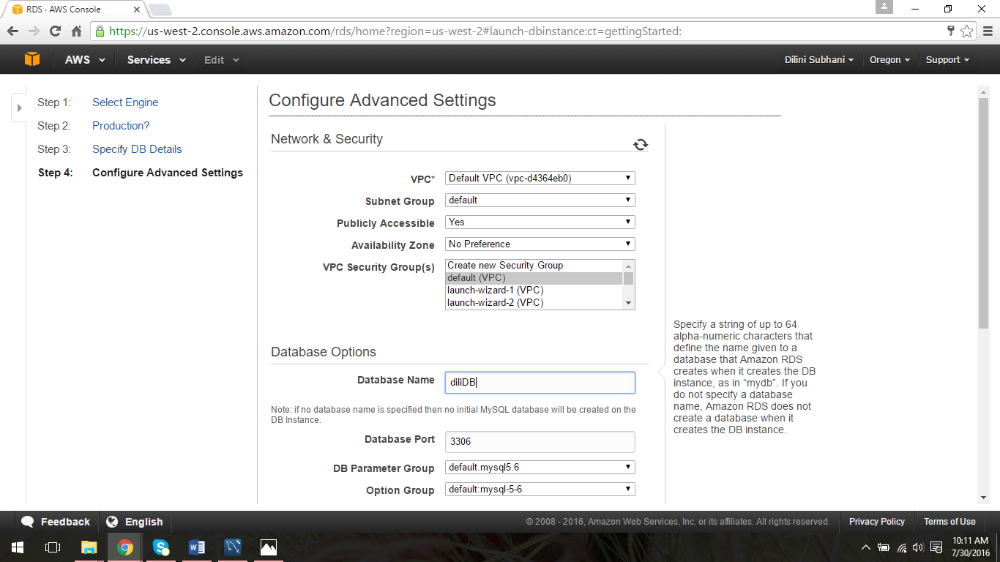 RDS · AWS Console
https://us-west-2.console.aws.amazon.com/rds/home?region=us-west-2#launch-dbinstance:ct=gettingStarted:
AWS Services Edit Dilini Subhani Oregon Support
Step 1: Select Engine
Step 2: Production?
Step 3: Specify DB Details
Step 4: Configure Advanced Settings
Configure Advanced Settings
Network & Security
VPC* Default VPC (vpc-d4364eb0)
Subnet Group default
Publicly Accessible Yes
Availability Zone No Preference
VPC Security Group(s) Create new Security Group
default (VPC)
launch-wizard-1 (VPC)
launch-wizard-2 (VPC)
Database Options
Database Name diliDB
Note: if no database name is specified then no initial MySQL database will be created on the
DB Instance.
Database Port 3306
DB Parameter Group default.mysql5.6
Option Group default:mysql-5-6
Specify a string of up to 64
alpha-numeric characters that
define the name given to a
database that Amazon RDS
creates when it creates the DB
instance, as in “mydb”. If you
do not specify a database
name, Amazon RDS does not
create a database when it
creates the DB instance.
Feedback English © 2008 - 2016, Amazon Web Services, Inc. or its affiliates. All rights reserved. Privacy Policy Terms of Use
10:11 AM
7/30/2016